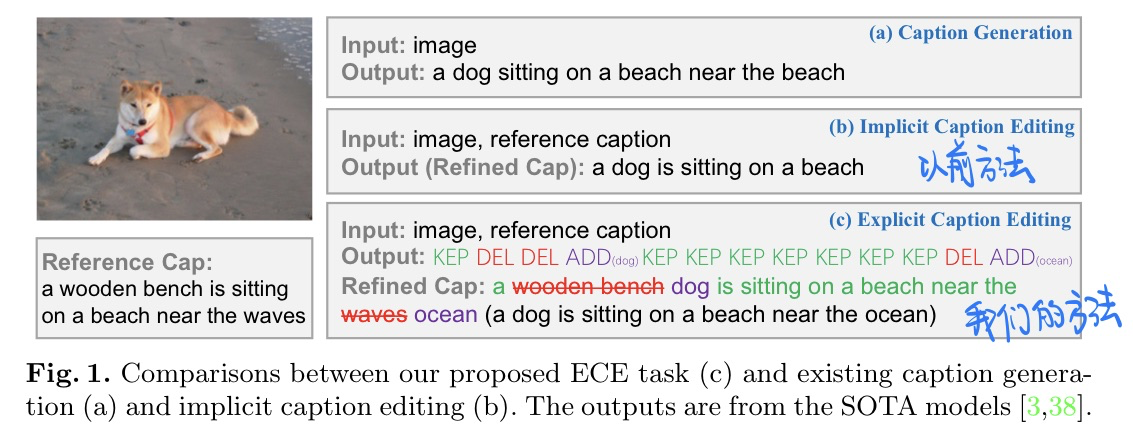 (a) Caption Generation
Input: image
Output: a dog sitting on a beach near the beach
(b) Implicit Caption Editing
Input: image, reference caption
Output (Refined Cap): a dog is sitting on a beach
以前方法
(c) Explicit Caption Editing
Input: image, reference caption
Output: KEP DEL DEL ADD(dog) KEP KEP KEP KEP KEP KEP KEP DEL ADD(ocean)
Refined Cap: a wooden bench dog is sitting on a beach near the
waves ocean (a dog is sitting on a beach near the ocean)
我们的方法
Reference Cap:
a wooden bench is sitting
on a beach near the waves
Fig. 1. Comparisons between our proposed ECE task (c) and existing caption genera-
tion (a) and implicit caption editing (b). The outputs are from the SOTA models [3,38].